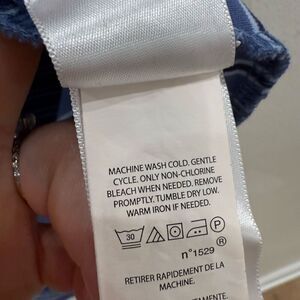 MACHINE WASH COLD. GENTLE
CYCLE. ONLY NON-CHLORINE
BLEACH WHEN NEEDED. REMOVE
PROMPTLY. TUMBLE DRY LOW.
WARM IRON IF NEEDED.
30 P
n°1529 ®
RETIRER RAPIDEMENT DE LA
MACHINE.